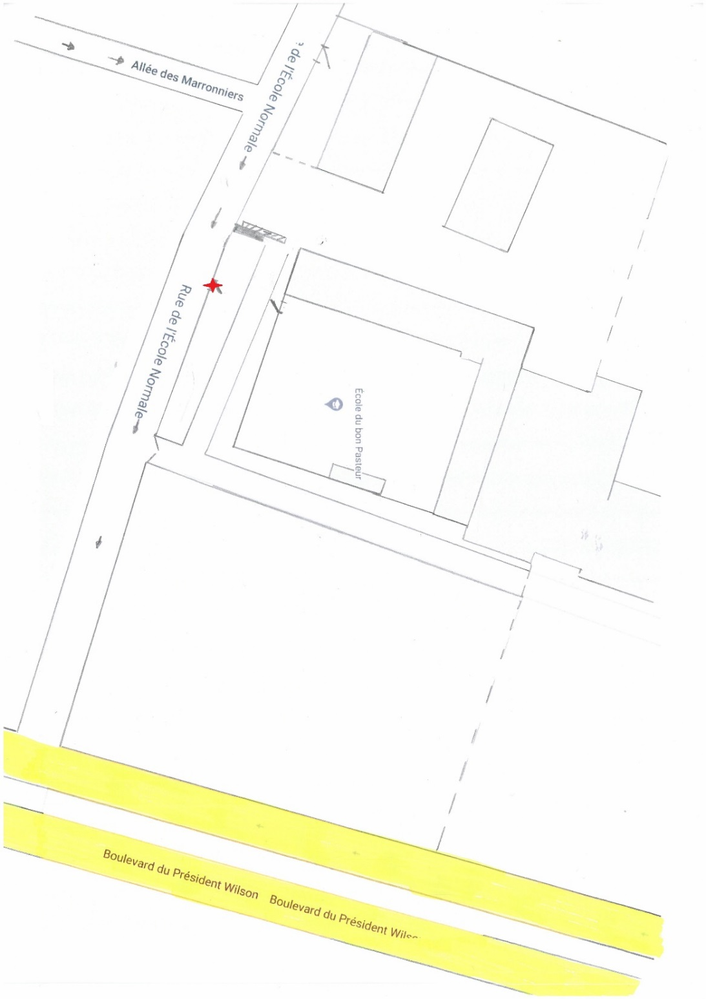 Allée des Marronniers
de l'École Normale
Rue de l'École Normale
École du bon Pasteur
Boulevard du Président Wilson
Boulevard du Président Wilso